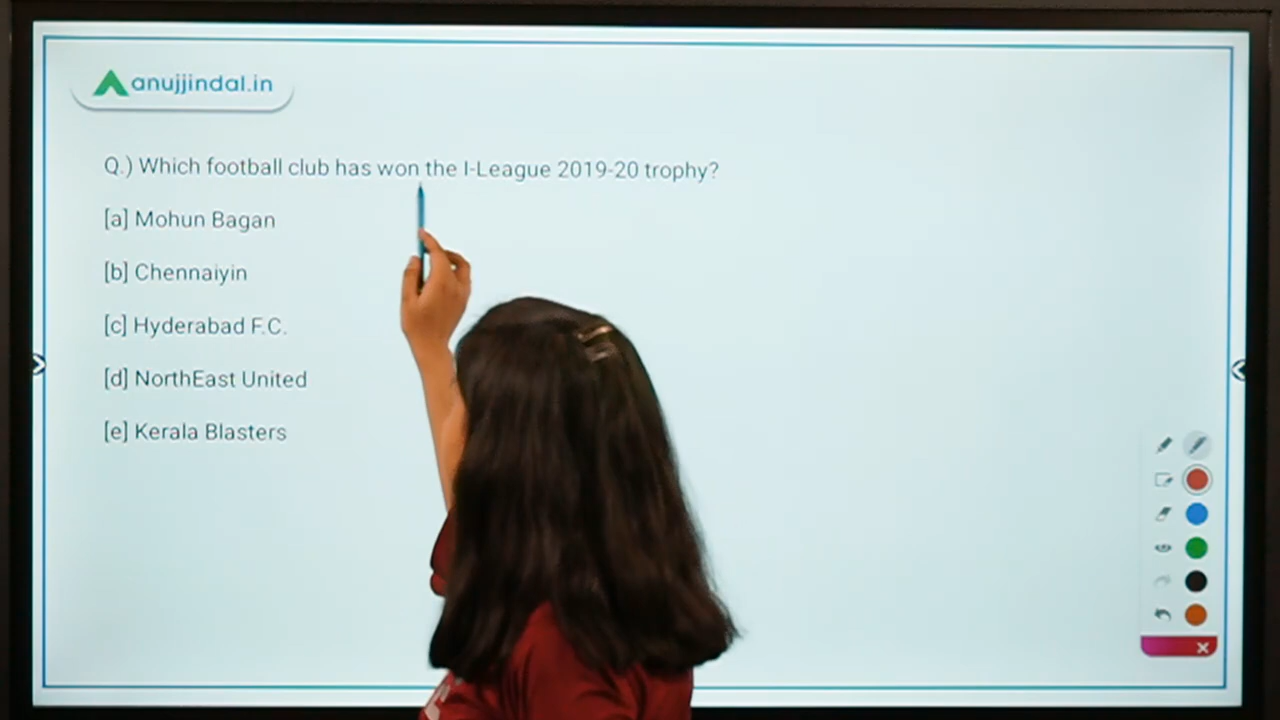 anujjindal.in
Q.) Which football club has won the I-League 2019-20 trophy?
[a] Mohun Bagan
[b] Chennaiyin
[c] Hyderabad F.C.
[d] NorthEast United
[e] Kerala Blasters